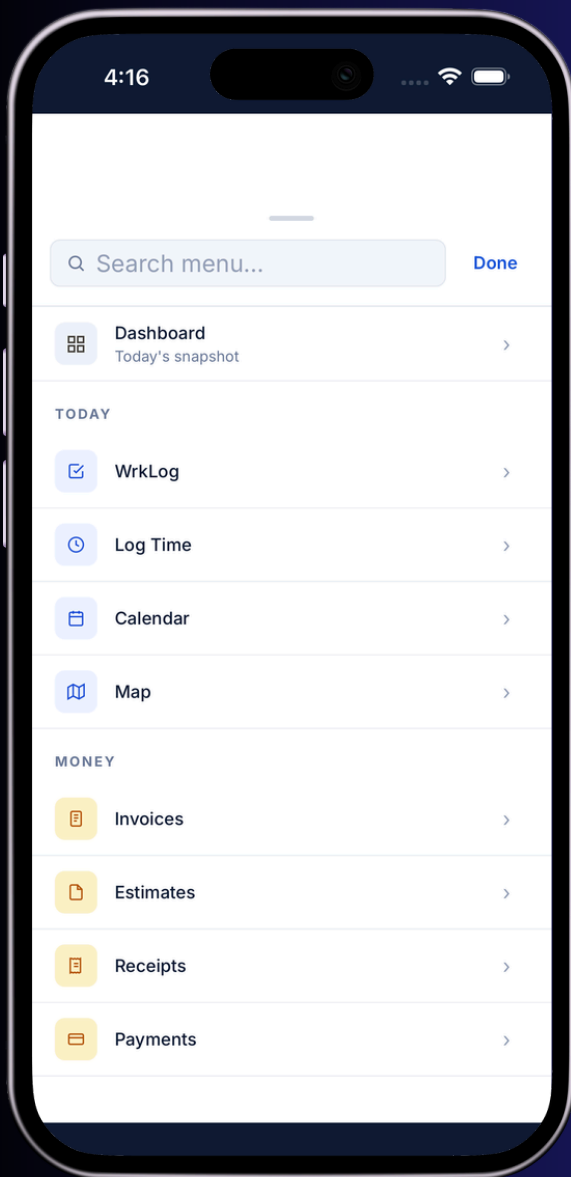 4:16
Search menu...
Done
Dashboard
Today's snapshot
TODAY
WrkLog
Log Time
Calendar
Map
MONEY
Invoices
Estimates
Receipts
Payments